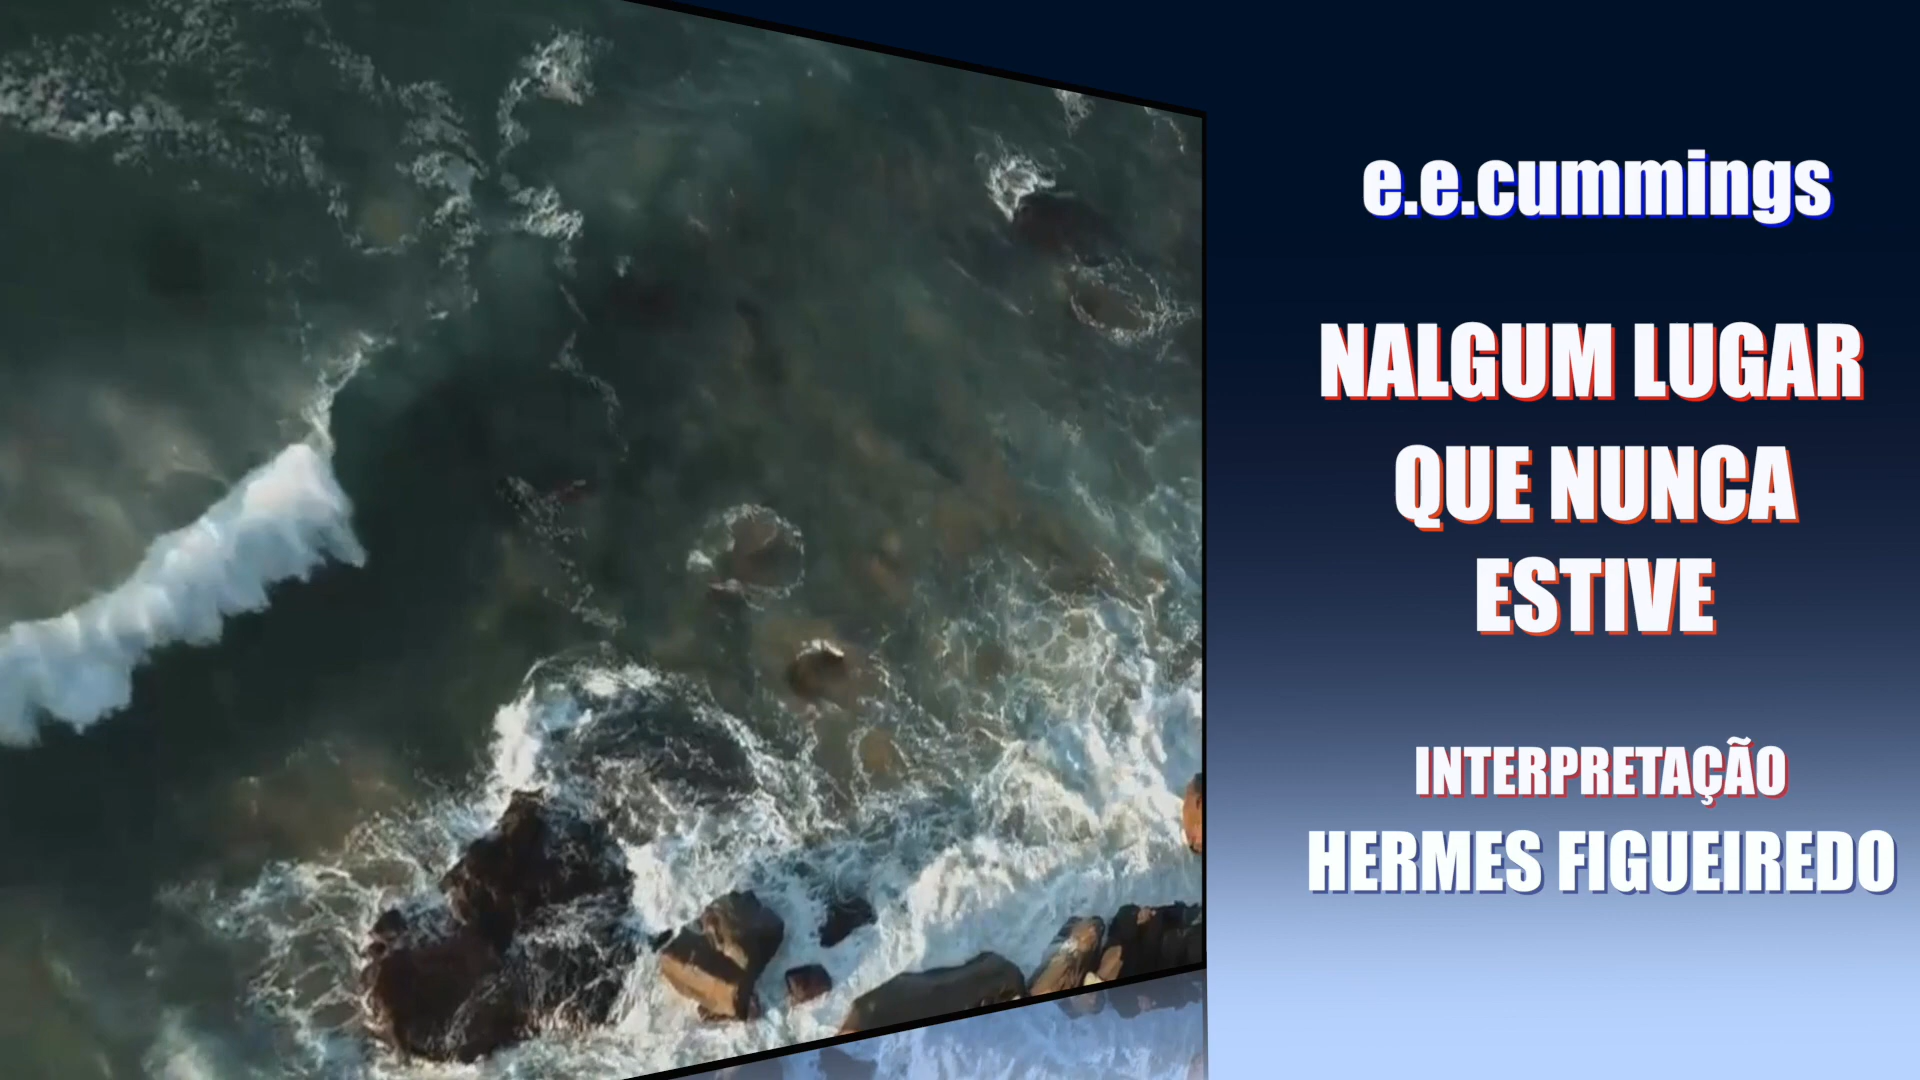 e.e.cummings
NALGUM LUGAR
QUE NUNCA
ESTIVE
INTERPRETAÇÃO
HERMES FIGUEIREDO